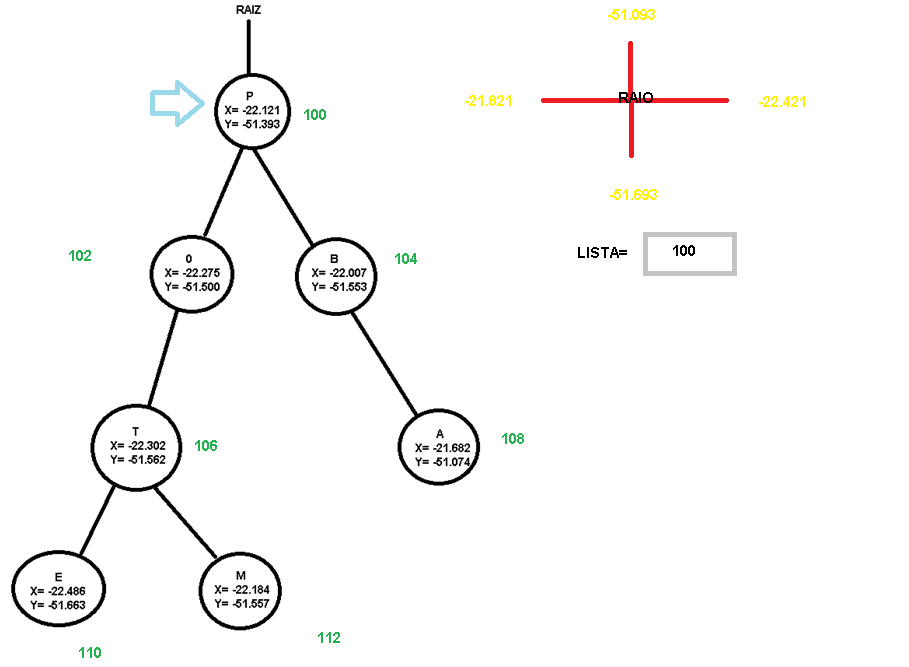 RAIZ
-51.093
P
X= -22.121
Y= -51.393
100
-21.821
RAIO
-22.421
-51.693
LISTA=
100
102
0
X= -22.275
Y= -51.500
B
X= -22.007
Y= -51.553
104
T
X= -22.302
Y= -51.562
106
A
X= -21.682
Y= -51.074
108
E
X= -22.486
Y= -51.663
110
M
X= -22.184
Y= -51.557
112